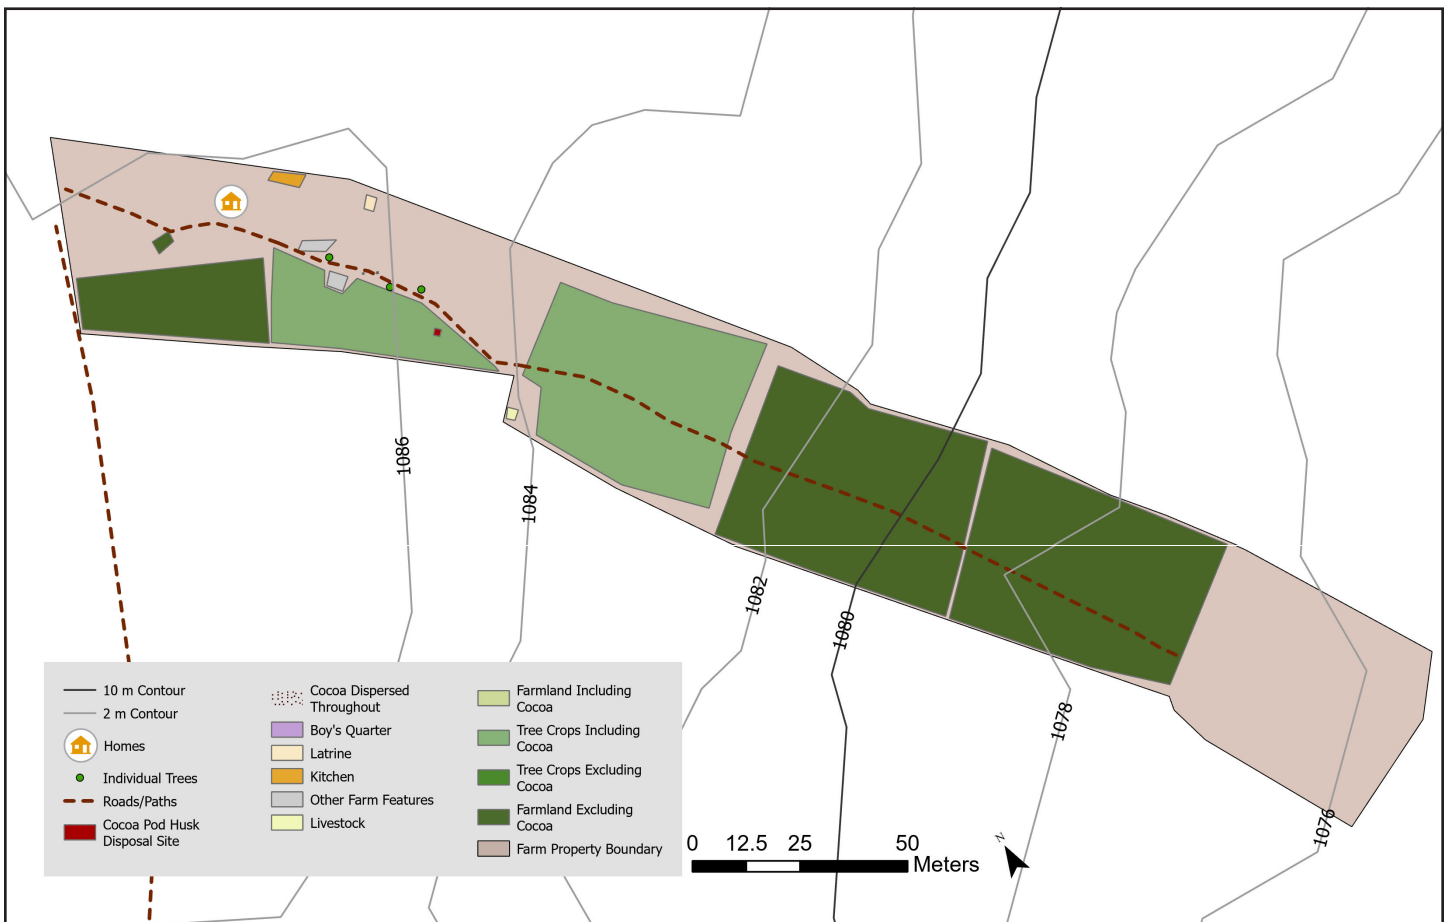 1086
1084
1082
1080
1078
1076
10 m Contour
2 m Contour
Homes
Individual Trees
Roads/Paths
Cocoa Pod Husk
Disposal Site
Cocoa Dispersed
Throughout
Boy's Quarter
Latrine
Kitchen
Other Farm Features
Livestock
Farmland Including
Cocoa
Tree Crops Including
Cocoa
Tree Crops Excluding
Cocoa
Farmland Excluding
Cocoa
Farm Property Boundary
0 12.5 25 50
Meters
N